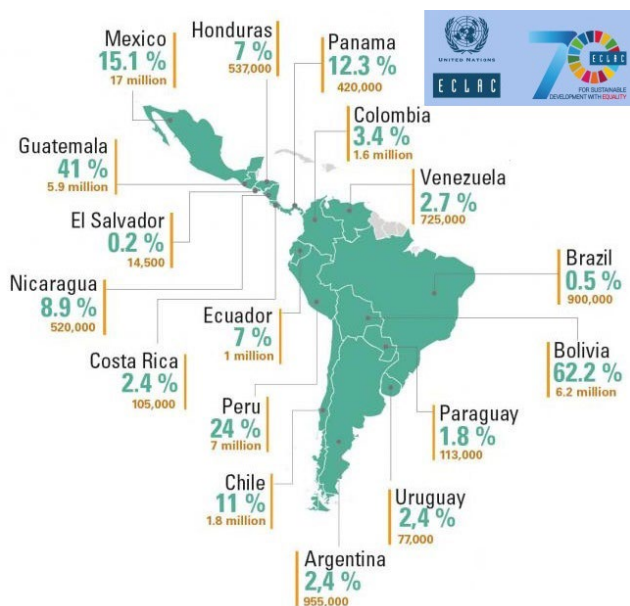 Mexico
15.1 %
17 million
Honduras
7 %
537,000
Panama
12.3 %
420,000
UNITED NATIONS
ECLAC
70
ECLAC
FOR SUSTAINABLE
DEVELOPMENT WITH EQUALITY
Colombia
3.4 %
1.6 million
Guatemala
41 %
5.9 million
Venezuela
2.7 %
725,000
El Salvador
0.2 %
14,500
Brazil
0.5 %
900,000
Nicaragua
8.9 %
520,000
Ecuador
7 %
1 million
Bolivia
62.2 %
6.2 million
Costa Rica
2.4 %
105,000
Peru
24 %
7 million
Paraguay
1.8 %
113,000
Chile
11 %
1.8 million
Uruguay
2,4 %
77,000
Argentina
2,4 %
955,000